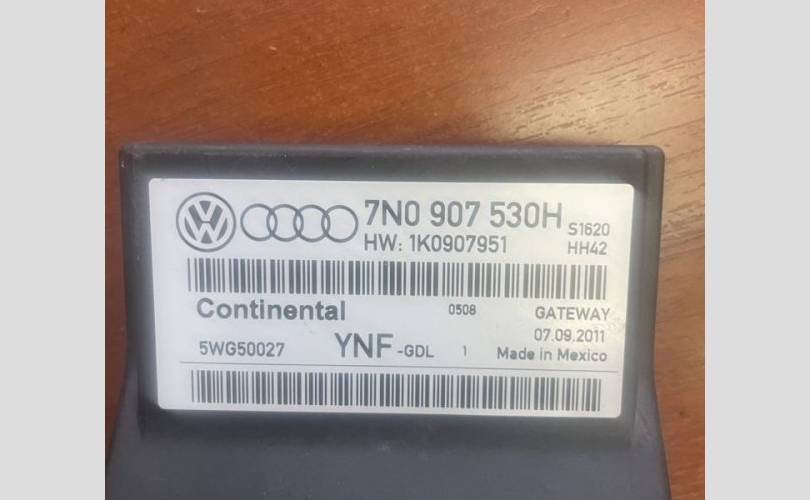 7N0 907 530H S1620
HW: 1K0907951 HH42
Continental 0508 GATEWAY
07.09.2011
5WG50027 YNF -GDL 1 Made in Mexico